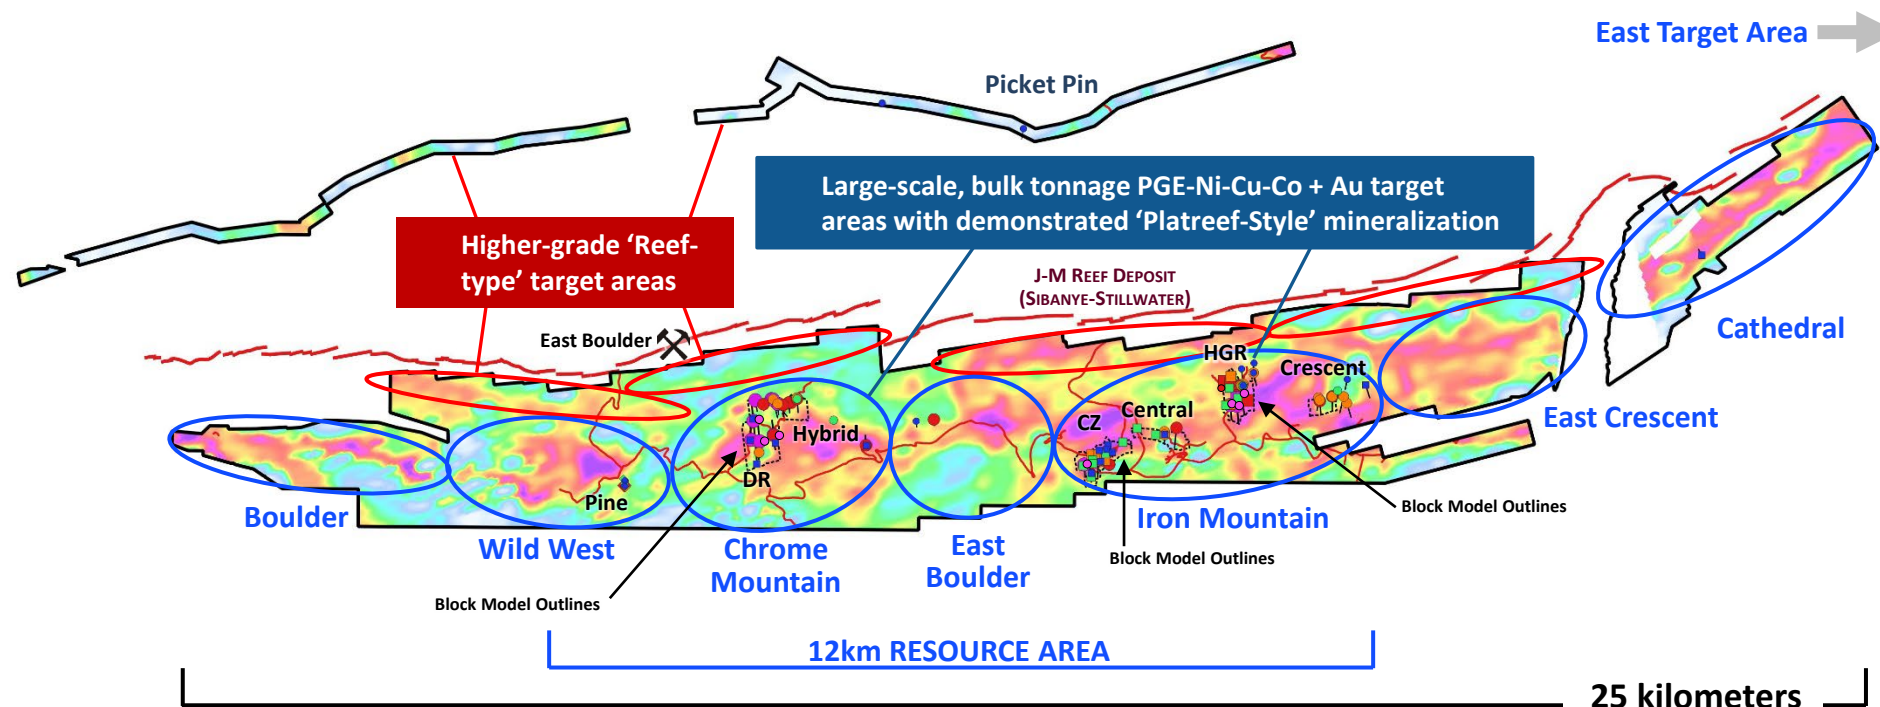 East Target Area
Picket Pin
Large-scale, bulk tonnage PGE-Ni-Cu-Co + Au target
areas with demonstrated ‘Platreef-Style’ mineralization
Higher-grade ‘Reef-
type’ target areas
J-M REEF DEPOSIT
(SIBANYE-STILLWATER)
East Boulder
Cathedral
HGR
Crescent
East Crescent
Central
CZ
Hybrid
DR
Pine
Boulder
Wild West
Chrome
Mountain
East
Boulder
Iron Mountain
Block Model Outlines
Block Model Outlines
Block Model Outlines
12km RESOURCE AREA
25 kilometers